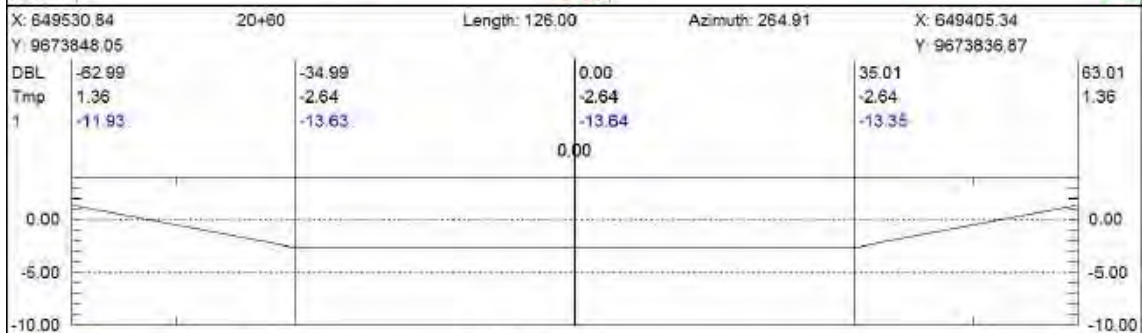 X: 649530.84 20+60 Length: 126.00 Azimuth: 264.91 X: 649405.34
Y: 9673848.05 Y: 9673836.87
DBL -62.99 -34.99 0.00 35.01 63.01
Tmp 1.36 -2.64 -2.64 -2.64 1.36
1 -11.93 -13.63 -13.64 -13.35
0.00
0.00 0.00
-5.00 -5.00
-10.00 -10.00